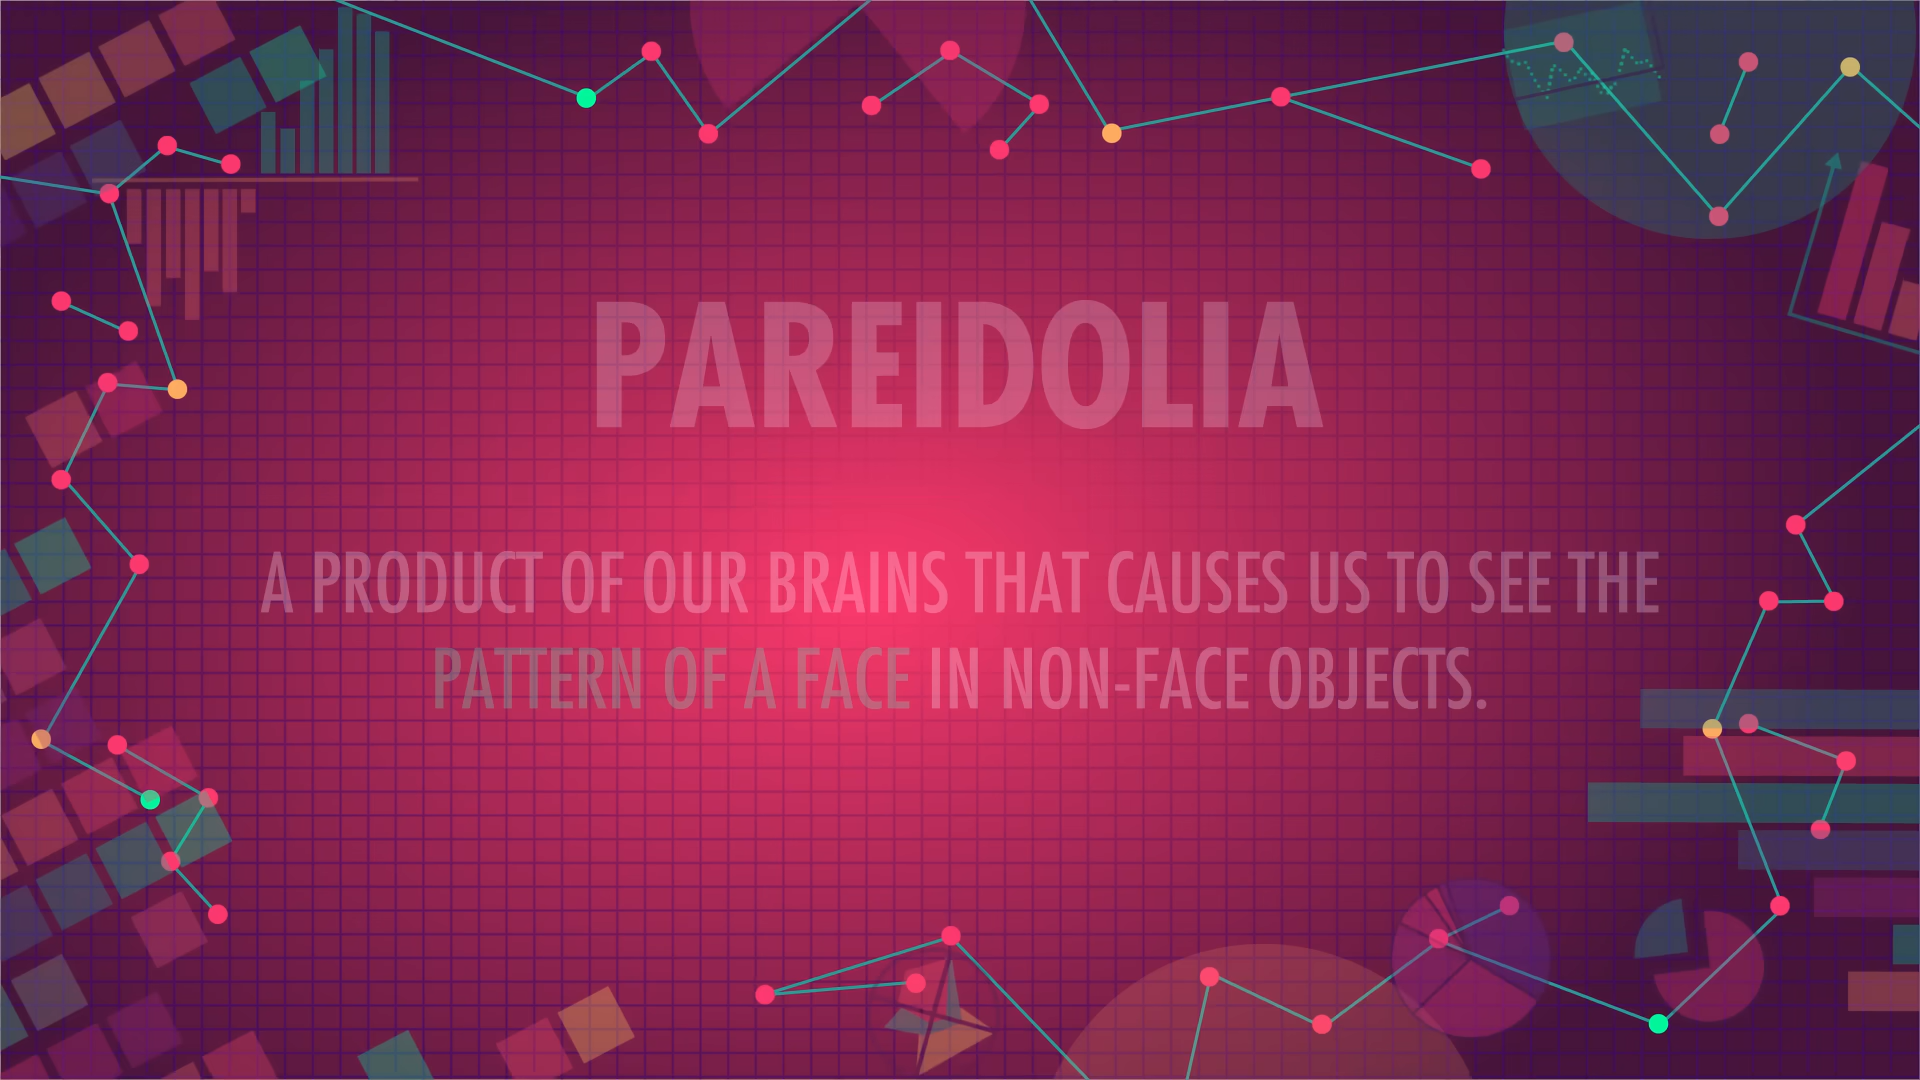 PAREIDOLIA
A PRODUCT OF OUR BRAINS THAT CAUSES US TO SEE THE
PATTERN OF A FACE IN NON-FACE OBJECTS.